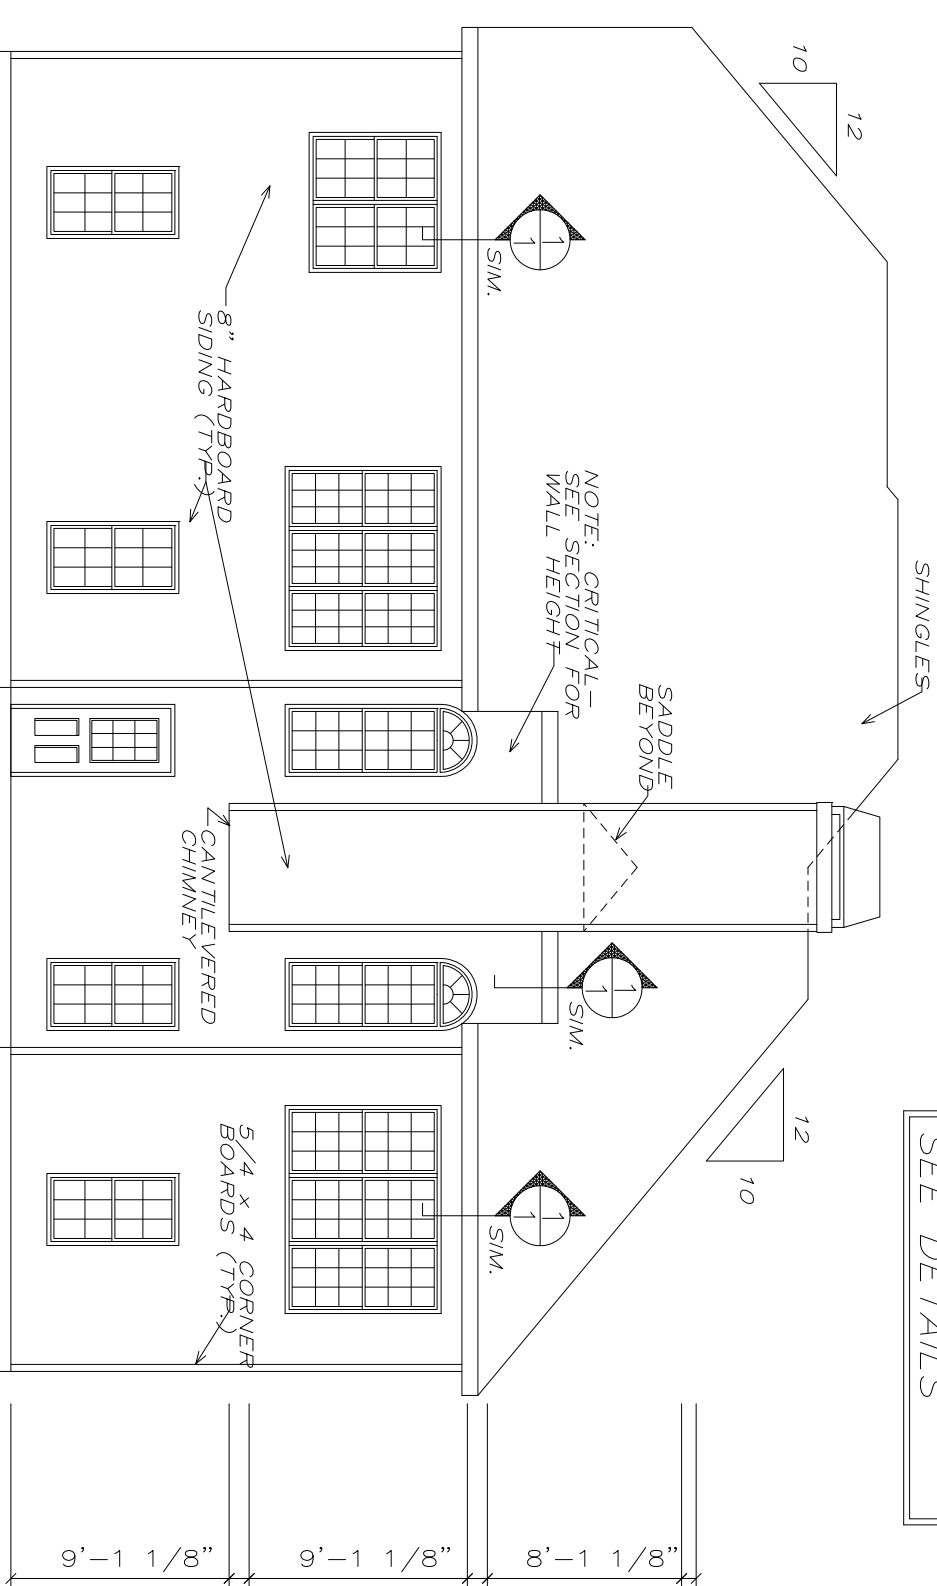 SEE DETAILS
SHINGLES
10
12
12
10
SADDLE
BEYOND
NOTE: CRITICAL—
SEE SECTION FOR
WALL HEIGHT
1
1
SIM.
1
1
SIM.
1
1
SIM.
8" HARDBOARD
SIDING (TYP.)
CANTILEVERED
CHIMNEY
5/4 x 4 CORNER
BOARDS (TYP.)
8'-1 1/8"
9'-1 1/8"
9'-1 1/8"